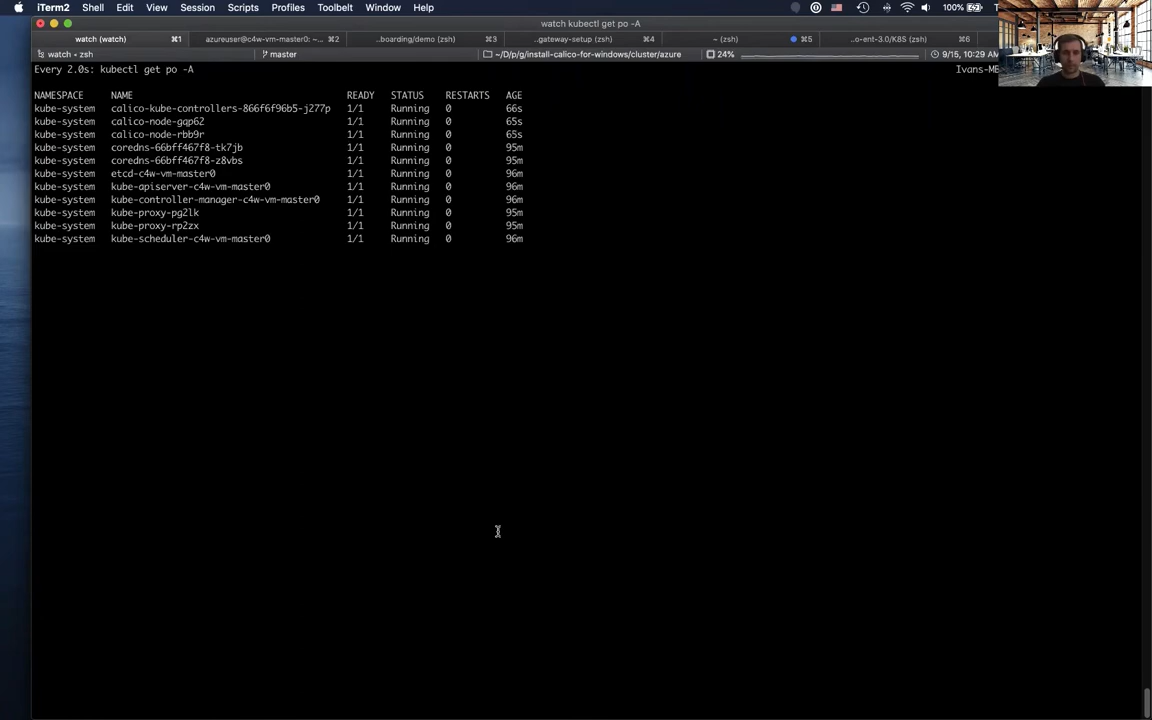 iTerm2 Shell Edit View Session Scripts Profiles Toolbelt Window Help 100%
watch kubectl get po -A
watch (watch) ⌘1 azureuser@c4w-vm-master0: ~... ⌘2 ..boarding/demo (zsh) ⌘3 ..gateway-setup (zsh) ⌘4 ~ (zsh) ⌘5 ..o-ent-3.0/K8S (zsh) ⌘6
watch • zsh master ~/D/p/g/install-calico-for-windows/cluster/azure 24% 9/15, 10:29 AM
Every 2.0s: kubectl get po -A Ivans-MB
NAMESPACE NAME READY STATUS RESTARTS AGE
kube-system calico-kube-controllers-866f6f96b5-j277p 1/1 Running 0 66s
kube-system calico-node-gqp62 1/1 Running 0 65s
kube-system calico-node-rbb9r 1/1 Running 0 65s
kube-system coredns-66bff467f8-tk7jb 1/1 Running 0 95m
kube-system coredns-66bff467f8-z8vbs 1/1 Running 0 95m
kube-system etcd-c4w-vm-master0 1/1 Running 0 96m
kube-system kube-apiserver-c4w-vm-master0 1/1 Running 0 96m
kube-system kube-controller-manager-c4w-vm-master0 1/1 Running 0 96m
kube-system kube-proxy-pg2lk 1/1 Running 0 95m
kube-system kube-proxy-rp2zx 1/1 Running 0 95m
kube-system kube-scheduler-c4w-vm-master0 1/1 Running 0 96m